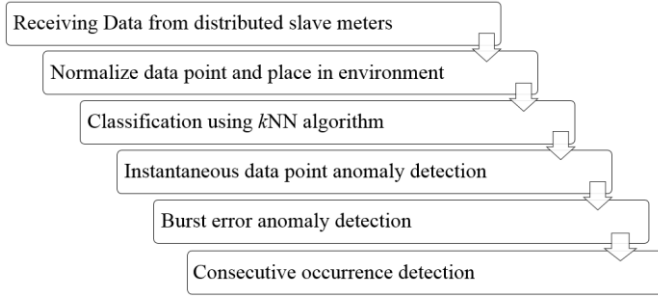 Receiving Data from distributed slave meters
Normalize data point and place in environment
Classification using kNN algorithm
Instantaneous data point anomaly detection
Burst error anomaly detection
Consecutive occurrence detection